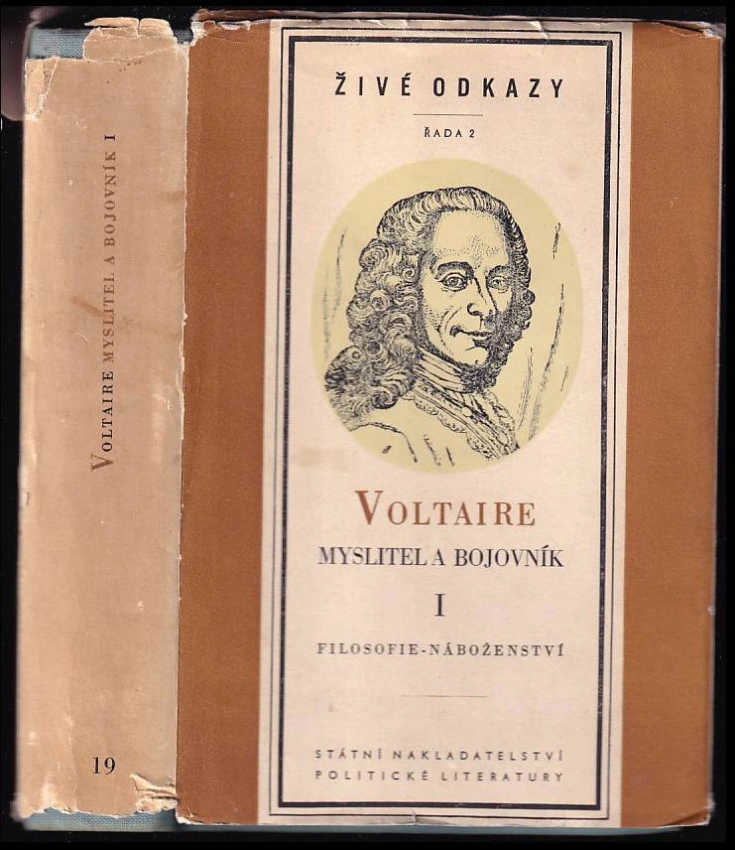 VOLTAIRE MYSLITEL A BOJOVNÍK I
19
ŽIVÉ ODKAZY
ŘADA 2
VOLTAIRE
MYSLITEL A BOJOVNÍK
I
FILOSOFIE-NÁBOŽENSTVÍ
STÁTNÍ NAKLADATELSTVÍ
POLITICKÉ LITERATURY